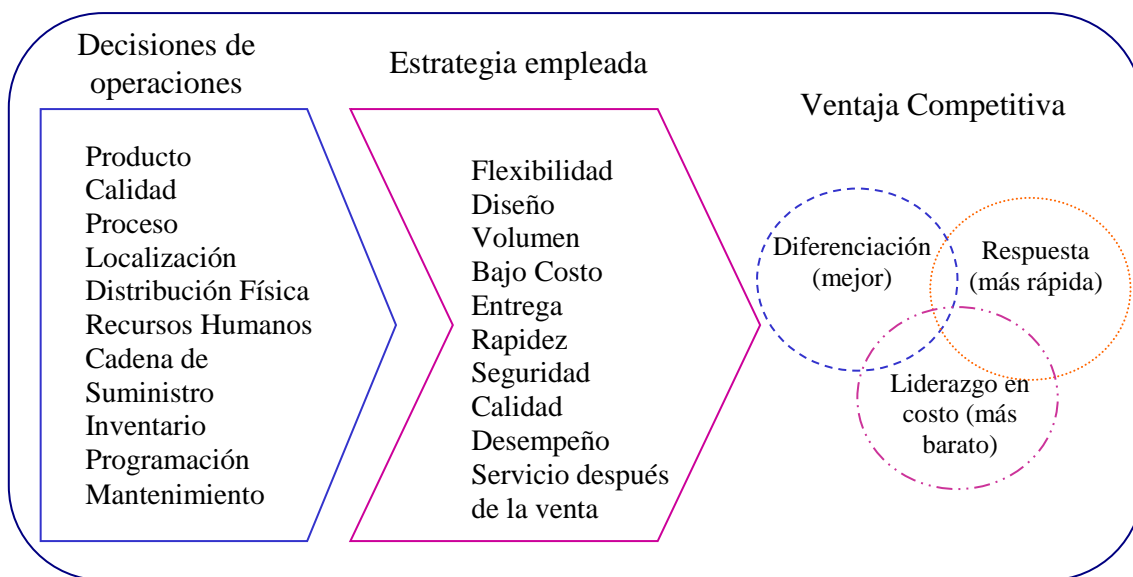 Decisiones de
operaciones
Producto
Calidad
Proceso
Localización
Distribución Física
Recursos Humanos
Cadena de
Suministro
Inventario
Programación
Mantenimiento
Estrategia empleada
Flexibilidad
Diseño
Volumen
Bajo Costo
Entrega
Rapidez
Seguridad
Calidad
Desempeño
Servicio después
de la venta
Ventaja Competitiva
Diferenciación
(mejor)
Respuesta
(más rápida)
Liderazgo en
costo (más
barato)